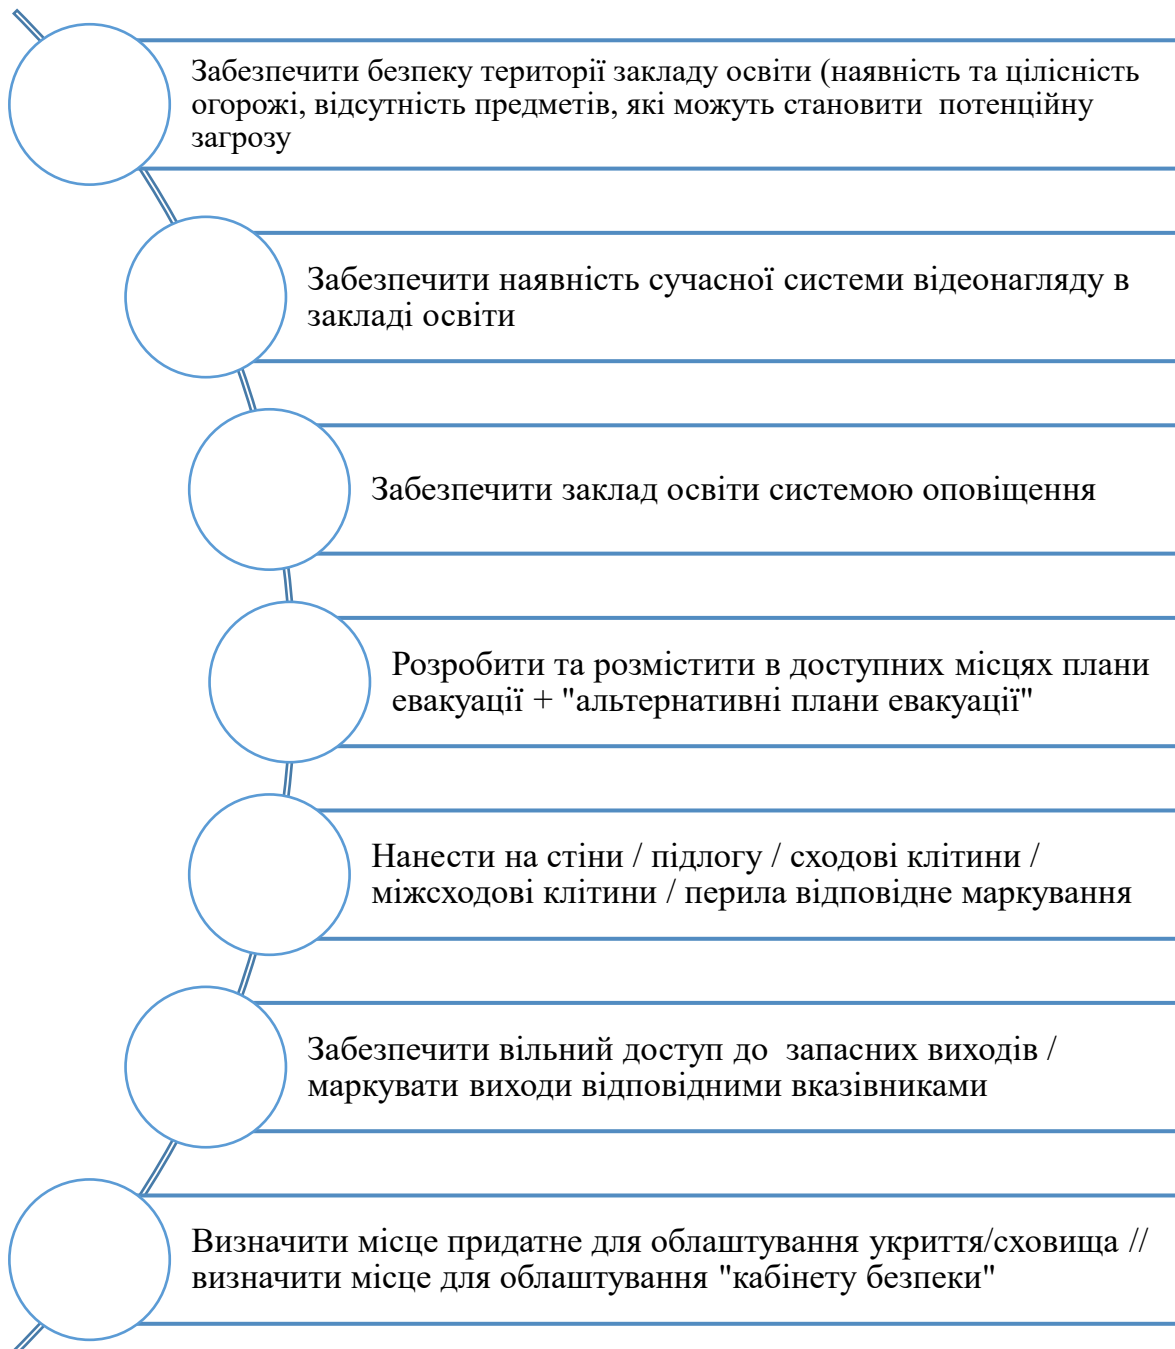 Забезпечити безпеку території закладу освіти (наявність та цілісність
огорожі, відсутність предметів, які можуть становити  потенційну
загрозу
Забезпечити наявність сучасної системи відеонагляду в
закладі освіти
Забезпечити заклад освіти системою оповіщення
Розробити та розмістити в доступних місцях плани
евакуації + "альтернативні плани евакуації"
Нанести на стіни / підлогу / сходові клітини /
міжсходові клітини / перила відповідне маркування
Забезпечити вільний доступ до  запасних виходів /
маркувати виходи відповідними вказівниками
Визначити місце придатне для облаштування укриття/сховища //
визначити місце для облаштування "кабінету безпеки"